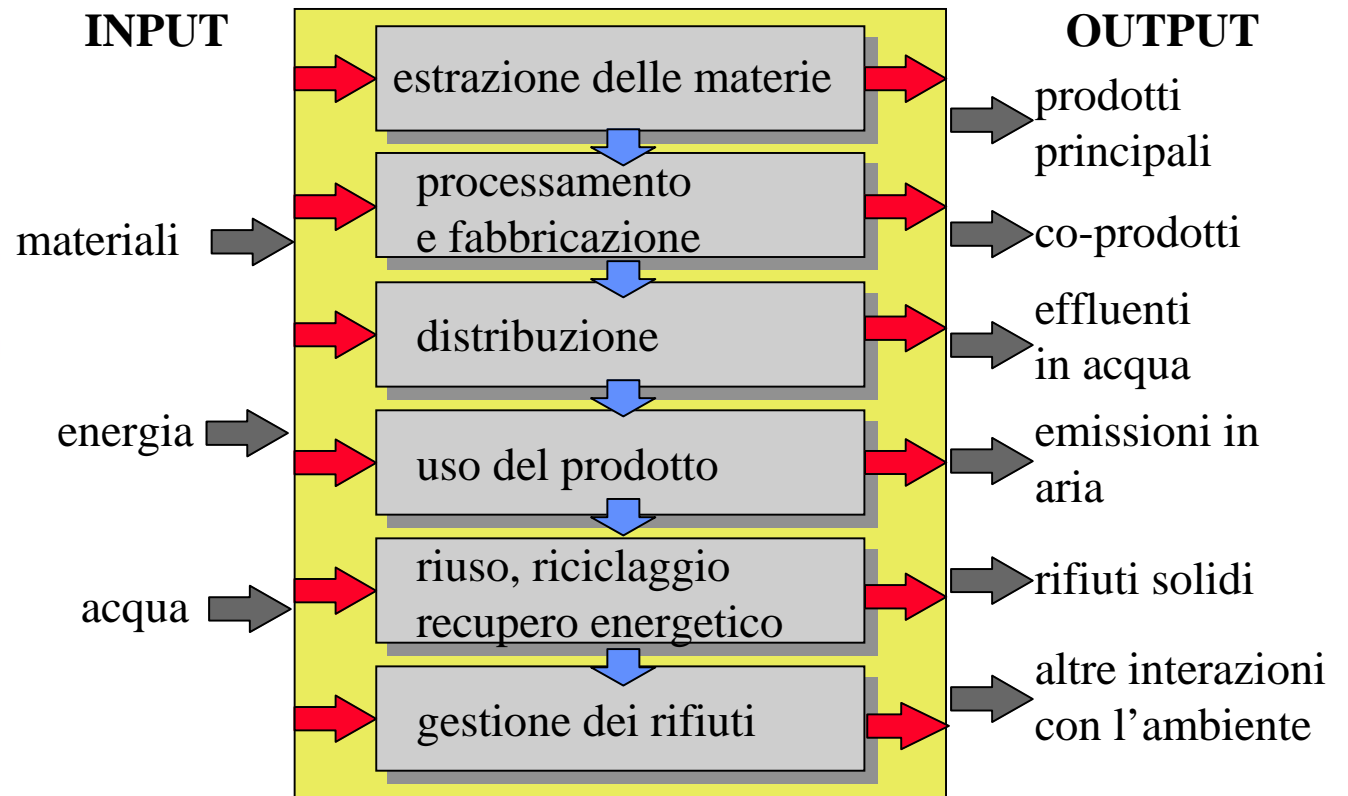 INPUT
OUTPUT
estrazione delle materie
processamento
e fabbricazione
distribuzione
uso del prodotto
riuso, riciclaggio
recupero energetico
gestione dei rifiuti
materiali
energia
acqua
prodotti
principali
co-prodotti
effluenti
in acqua
emissioni in
aria
rifiuti solidi
altre interazioni
con l’ambiente